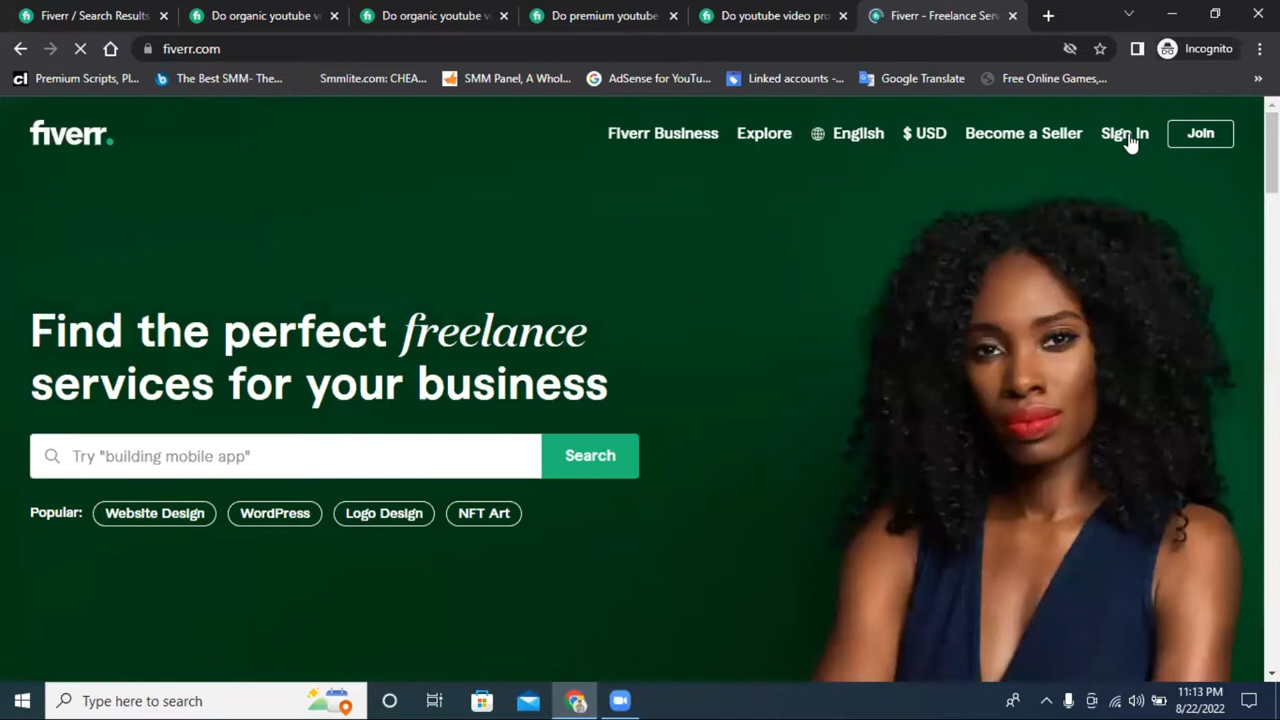 Fiverr / Search Results
Do organic youtube v
Do organic youtube v
Do premium youtube
Do youtube video pro
Fiverr - Freelance Serv
fiverr.com
Incognito
Premium Scripts, Pl...
The Best SMM- The...
Smmlite.com: CHEA...
SMM Panel, A Whol...
AdSense for YouTu...
Linked accounts -...
Google Translate
Free Online Games,...
fiverr.
Fiverr Business
Explore
English
$ USD
Become a Seller
Sign In
Join
Find the perfect freelance
services for your business
Try "building mobile app"
Search
Popular:
Website Design
WordPress
Logo Design
NFT Art
Type here to search
11:13 PM
8/22/2022